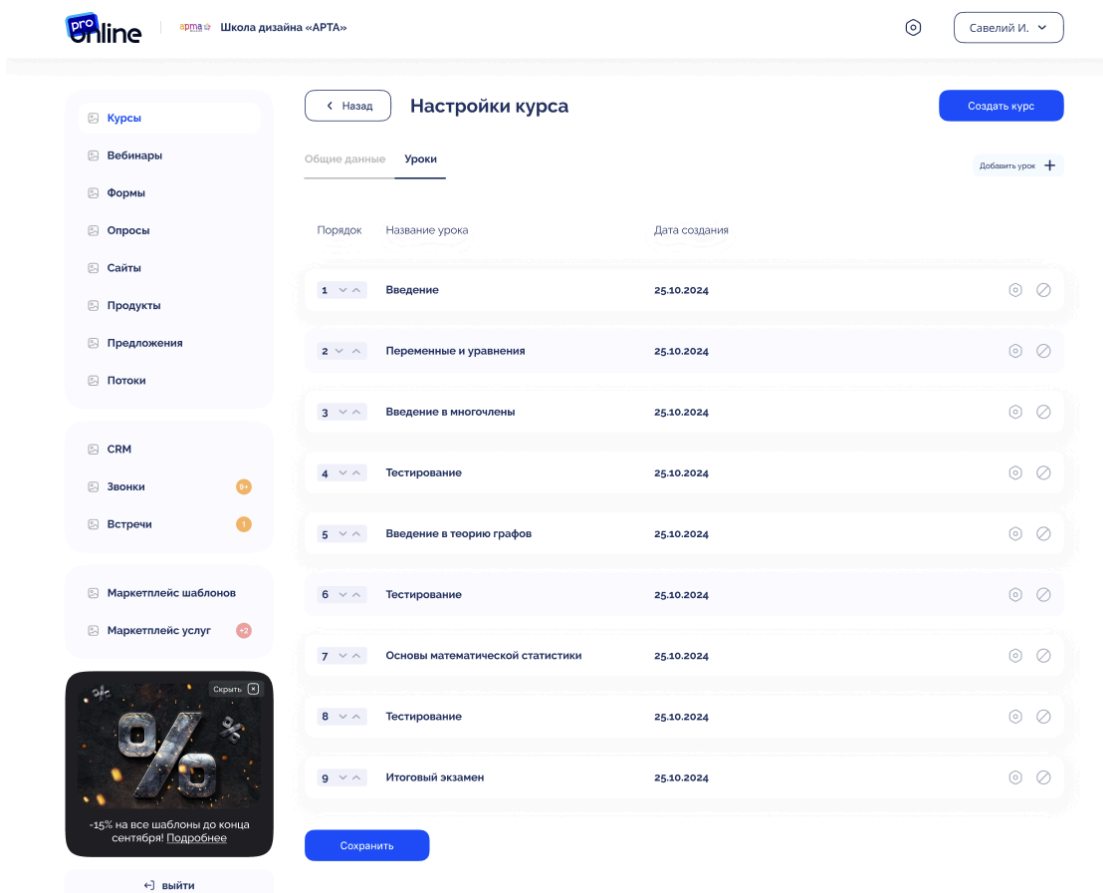 pro online
арта Школа дизайна «АРТА»
Савелий И.
Курсы
Вебинары
Формы
Опросы
Сайты
Продукты
Предложения
Потоки
CRM
Звонки 9+
Встречи 1
Маркетплейс шаблонов
Маркетплейс услуг +2
Скрыть
%
-15% на все шаблоны до конца
сентября! Подробнее
выйти
Назад Настройки курса Создать курс
Общие данные Уроки Добавить урок
Порядок Название урока Дата создания
1 Введение 25.10.2024
2 Переменные и уравнения 25.10.2024
3 Введение в многочлены 25.10.2024
4 Тестирование 25.10.2024
5 Введение в теорию графов 25.10.2024
6 Тестирование 25.10.2024
7 Основы математической статистики 25.10.2024
8 Тестирование 25.10.2024
9 Итоговый экзамен 25.10.2024
Сохранить